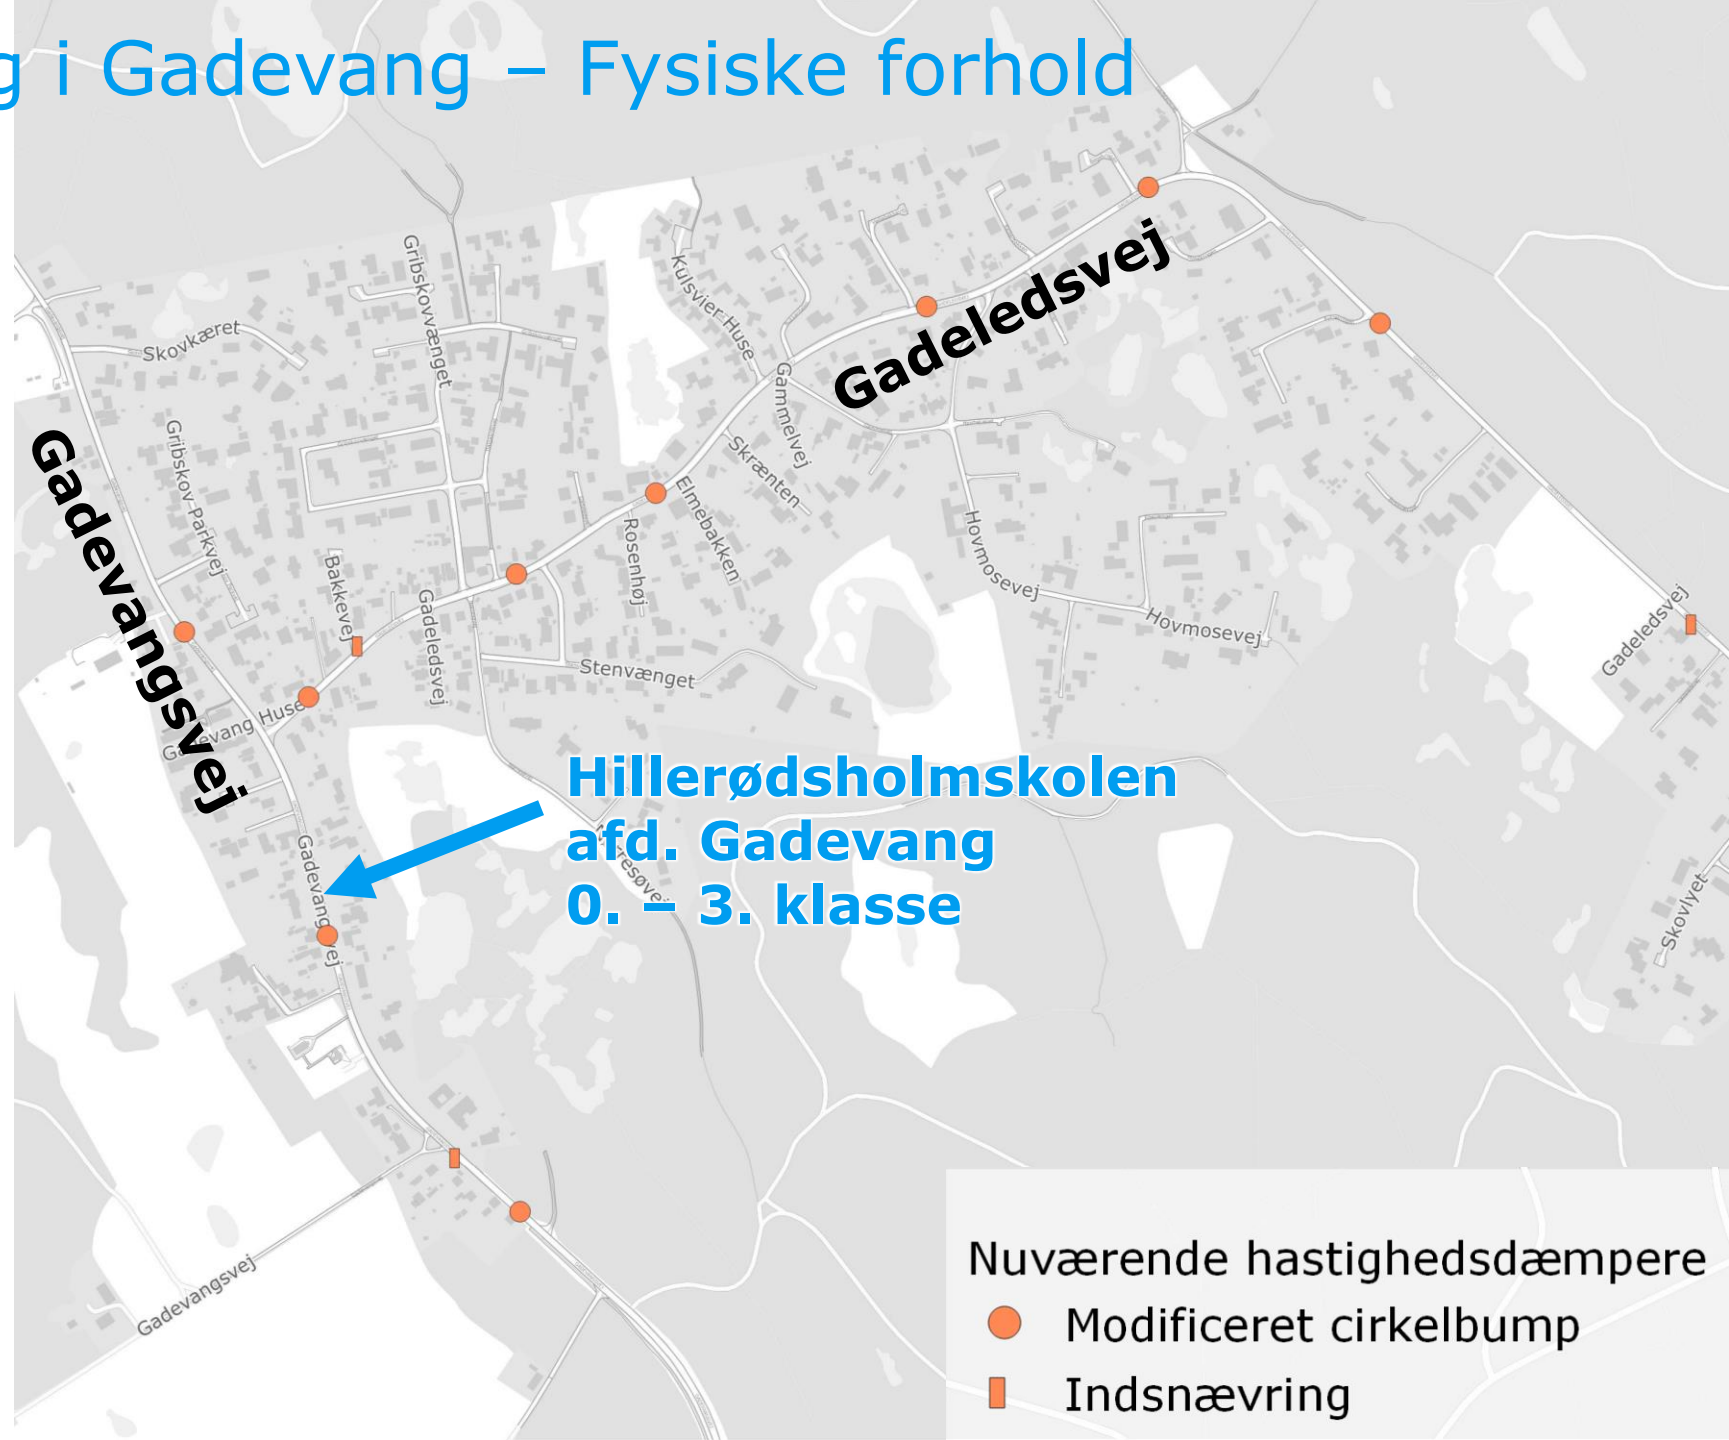 g i Gadevang – Fysiske forhold
Gadeledsvej
Gribskovvænget
Kulsvier Huse
Skovkæret
Gammelvej
Gadevangsvej
Gribskov Parkvej
Skrænten
Elmebakken
Rosenhøj
Hovmosevej
Bakkevej
Gadeledsvej
Hovmosevej
Gadeledsvej
Stenvænget
Gadevang Huse
Hillerødsholmskolen
afd. Gadevang
0. – 3. klasse
Gadevangsvej
Skovlyet
Gadevangsvej
Nuværende hastighedsdæmpere
Modificeret cirkelbump
Indsnævring